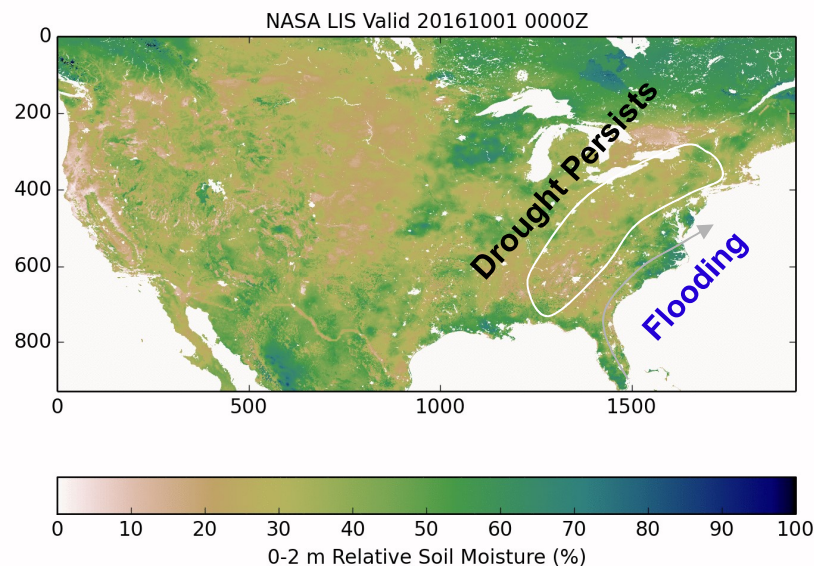 NASA LIS Valid 20161001 0000Z
0
200
400
600
800
0 500 1000 1500
Drought Persists
Flooding
0 10 20 30 40 50 60 70 80 90 100
0-2 m Relative Soil Moisture (%)